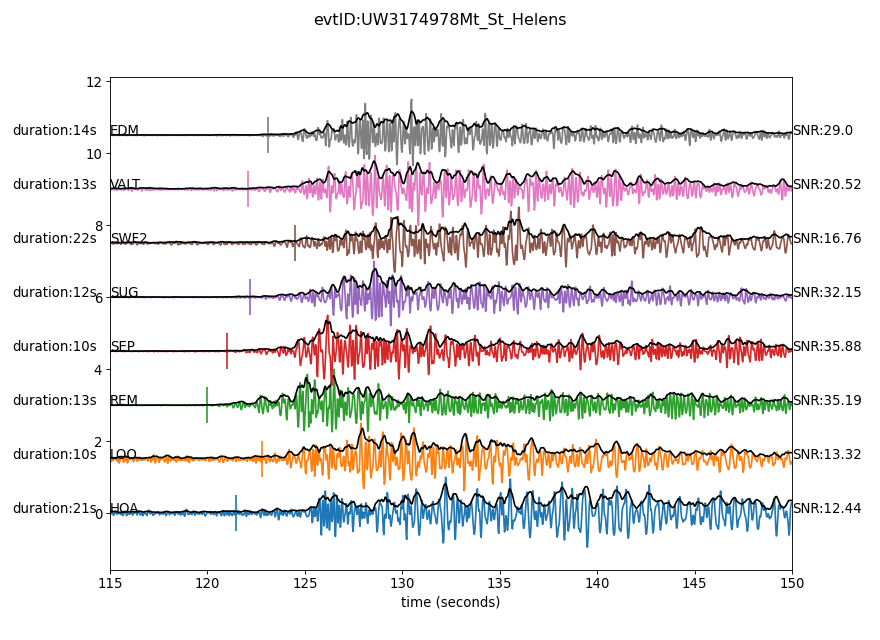 evtID:UW3174978Mt_St_Helens
12
duration:14s EDM SNR:29.0
10
duration:13s VALT SNR:20.52
8
duration:22s SWF2 SNR:16.76
duration:12s SUG SNR:32.15
6
duration:10s SEP SNR:35.88
4
duration:13s REM SNR:35.19
2
duration:10s LOO SNR:13.32
duration:21s HOA SNR:12.44
0
115 120 125 130 135 140 145 150
time (seconds)